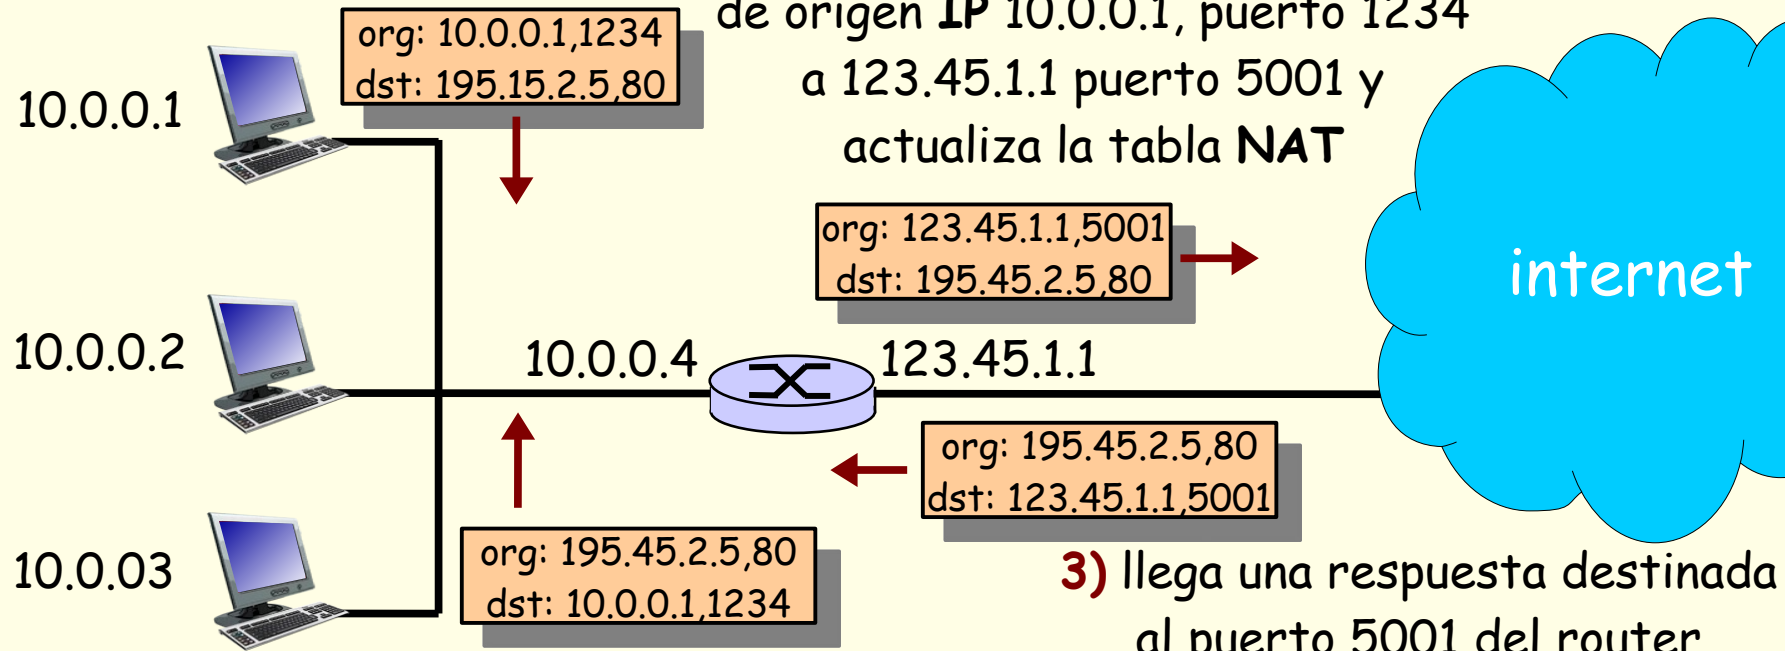 de origen IP 10.0.0.1, puerto 1234
a 123.45.1.1 puerto 5001 y
actualiza la tabla NAT
org: 10.0.0.1,1234
dst: 195.15.2.5,80
10.0.0.1
org: 123.45.1.1,5001
dst: 195.45.2.5,80
internet
10.0.0.2
10.0.0.4
123.45.1.1
org: 195.45.2.5,80
dst: 123.45.1.1,5001
10.0.03
org: 195.45.2.5,80
dst: 10.0.0.1,1234
3) llega una respuesta destinada
al puerto 5001 del router